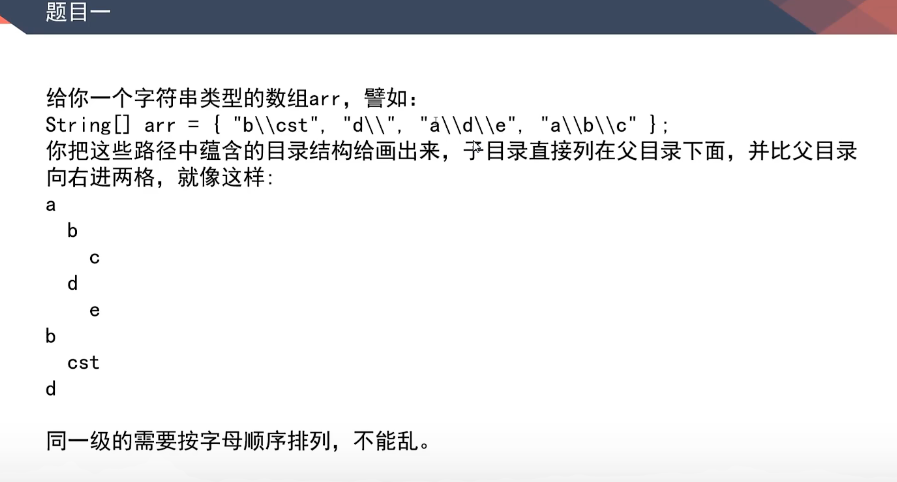 题目一
给你一个字符串类型的数组arr，譬如：
String[] arr = { "b\\cst", "d\\", "a\\d\\e", "a\\b\\c" };
你把这些路径中蕴含的目录结构给画出来，子目录直接列在父目录下面，并比父目录
向右进两格，就像这样:
a
b
c
d
e
b
cst
d
同一级的需要按字母顺序排列，不能乱。